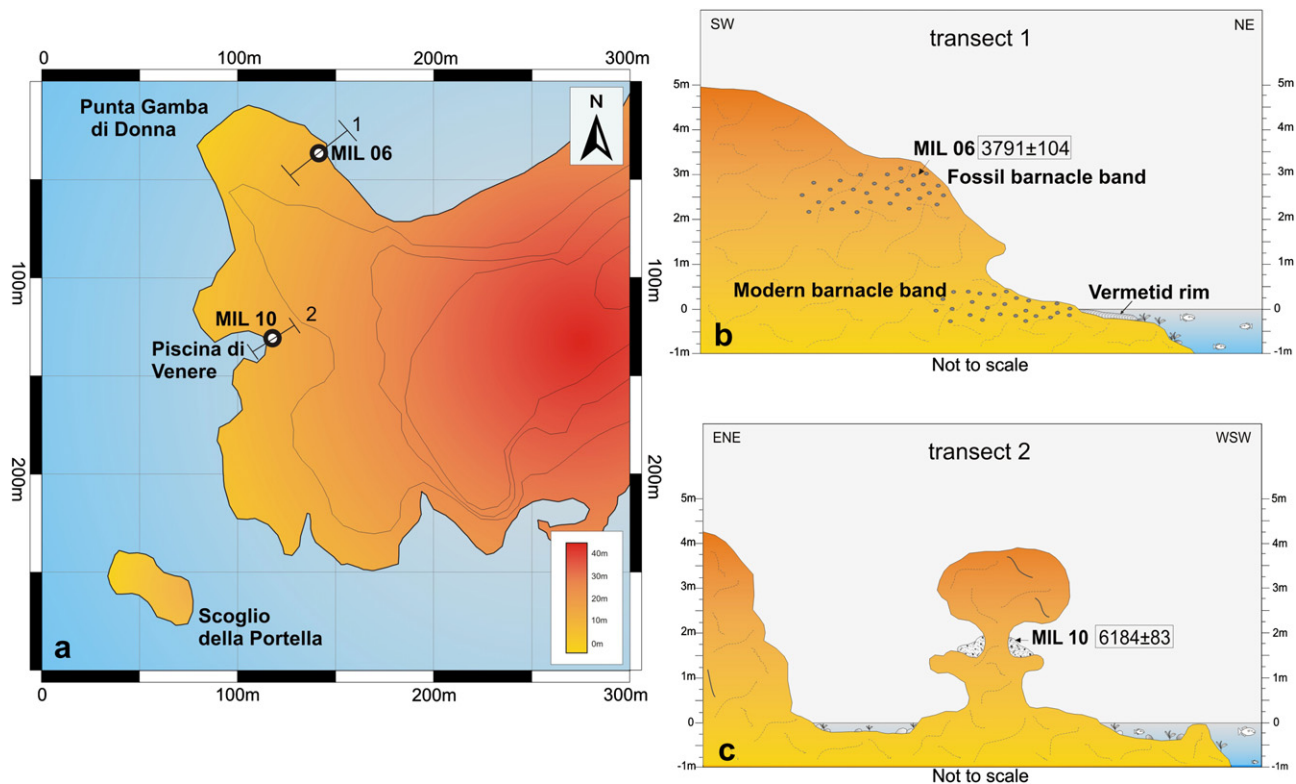 0
100m
200m
300m
Punta Gamba
di Donna
N
1
MIL 06
100m
100m
MIL 10
2
Piscina di
Venere
200m
200m
40m
30m
20m
10m
0m
Scoglio
della Portella
a
0
100m
200m
300m
SW
transect 1
NE
5m
5m
4m
4m
MIL 06 3791±104
3m
Fossil barnacle band
3m
2m
2m
1m
1m
Modern barnacle band
Vermetid rim
0
0
b
-1m
-1m
Not to scale
ENE
transect 2
WSW
5m
5m
4m
4m
3m
3m
2m
MIL 10 6184±83
2m
1m
1m
0
0
c
-1m
-1m
Not to scale